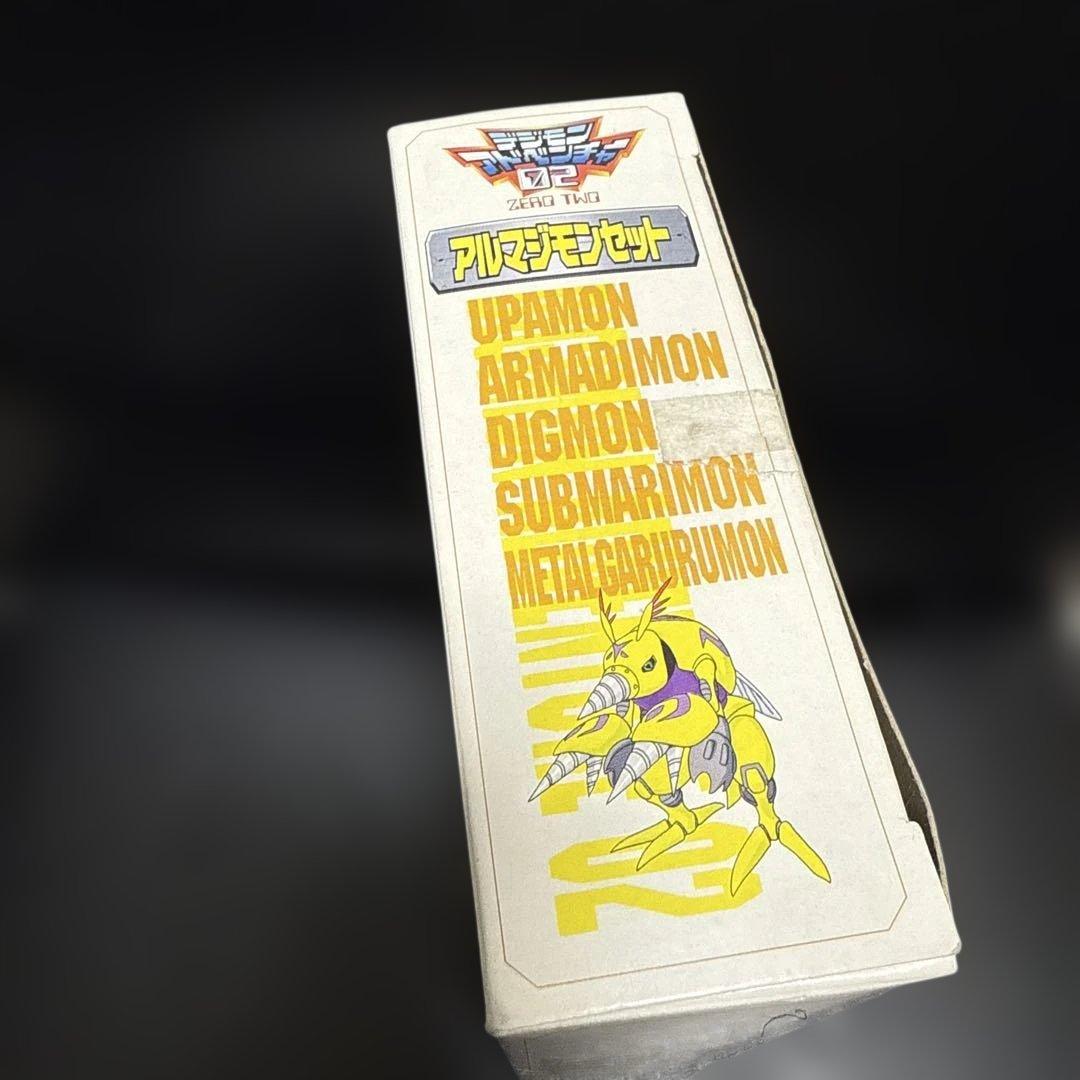 デジモン
アドベンチャー
02
ZERO TWO
アルマジモンセット
UPAMON
ARMADIMON
DIGMON
SUBMARIMON
METALGARURUMON
02